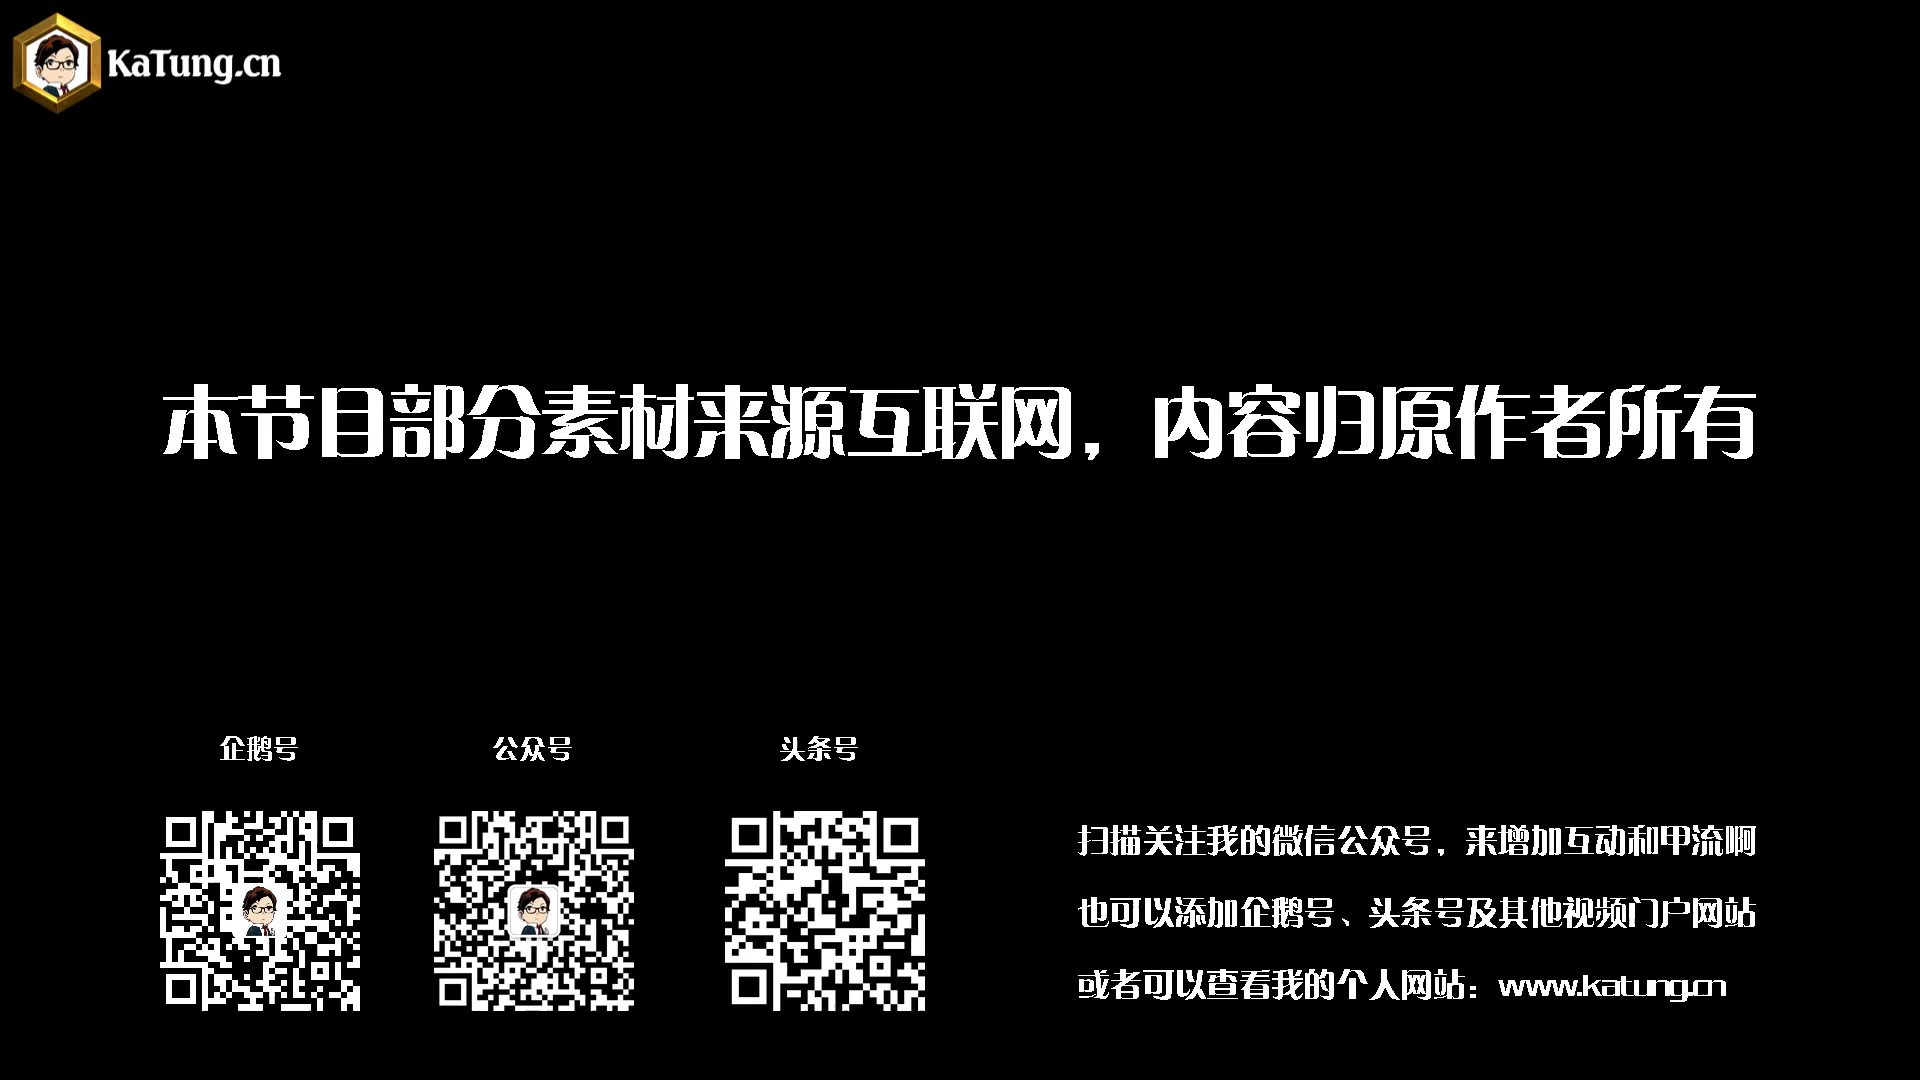 KaTung.cn
本节目部分素材来源互联网，内容归原作者所有
企鹅号
公众号
头条号
扫描关注我的微信公众号，来增加互动和甲流啊
也可以添加企鹅号、头条号及其他视频门户网站
或者可以查看我的个人网站：www.katung.cn